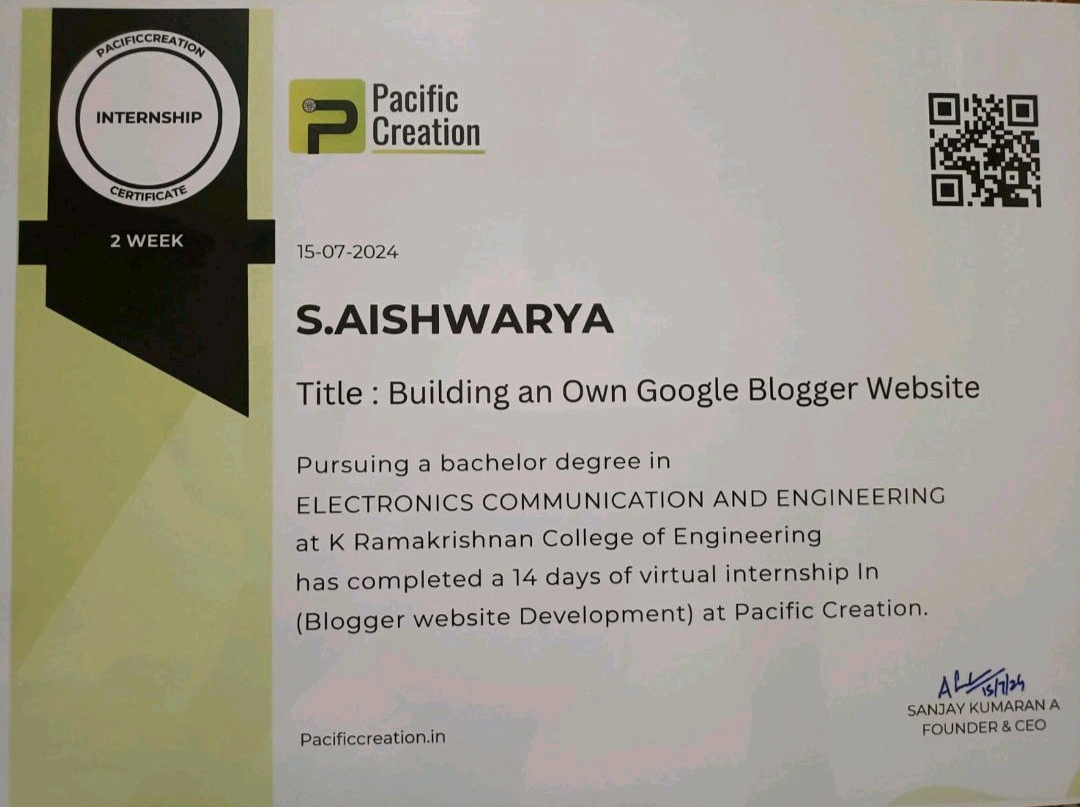 PACIFICCREATION
INTERNSHIP
CERTIFICATE
2 WEEK
Pacific
Creation
15-07-2024
S.AISHWARYA
Title : Building an Own Google Blogger Website
Pursuing a bachelor degree in
ELECTRONICS COMMUNICATION AND ENGINEERING
at K Ramakrishnan College of Engineering
has completed a 14 days of virtual internship In
(Blogger website Development) at Pacific Creation.
15/7/24
SANJAY KUMARAN A
FOUNDER & CEO
Pacificcreation.in